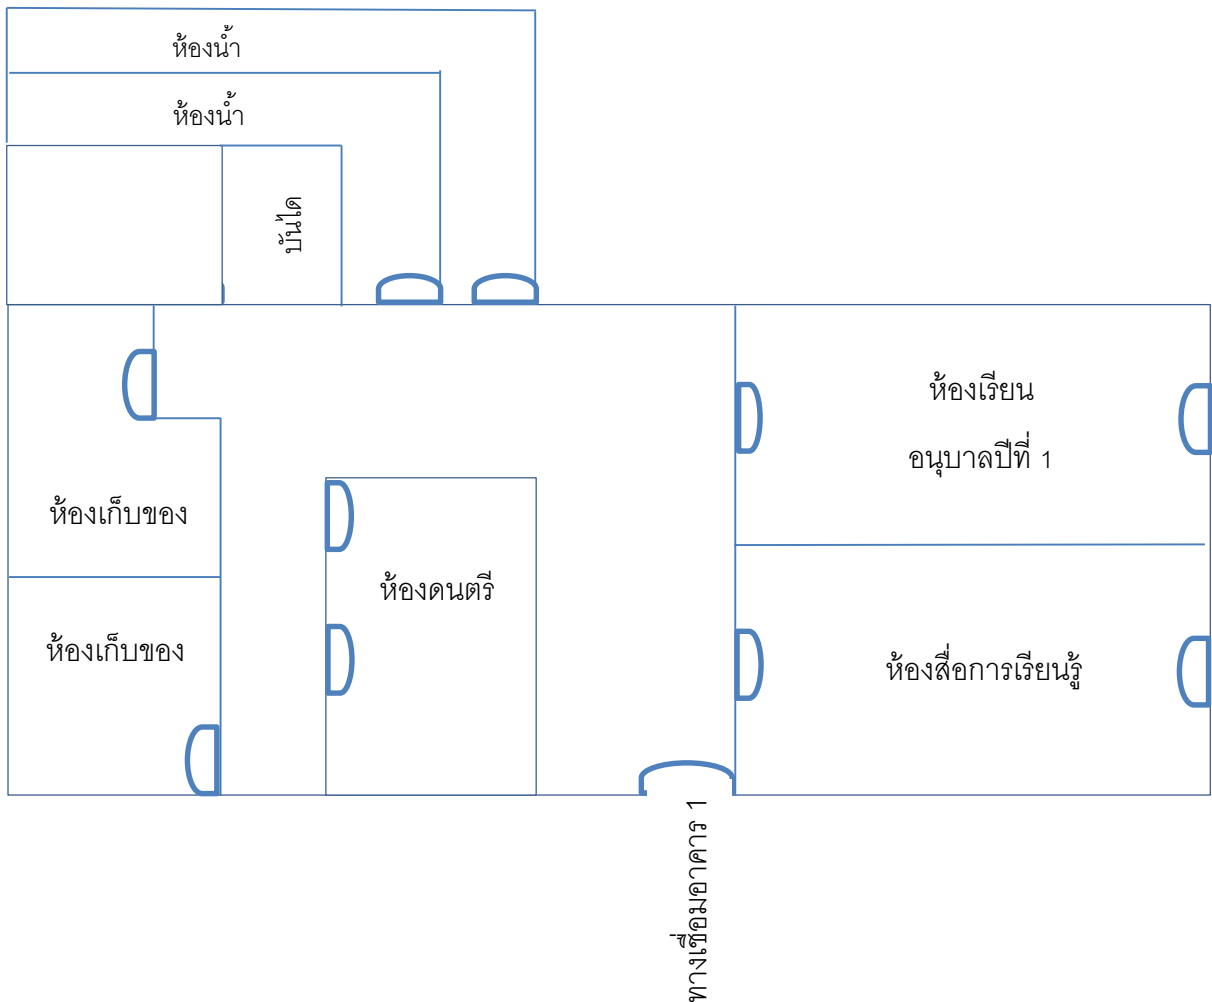 ห้องน้ำ
ห้องน้ำ
บันได
ห้องเรียน
อนุบาลปีที่ 1
ห้องเก็บของ
ห้องดนตรี
ห้องเก็บของ
ห้องสื่อการเรียนรู้
ทางเชื่อมอาคาร 1